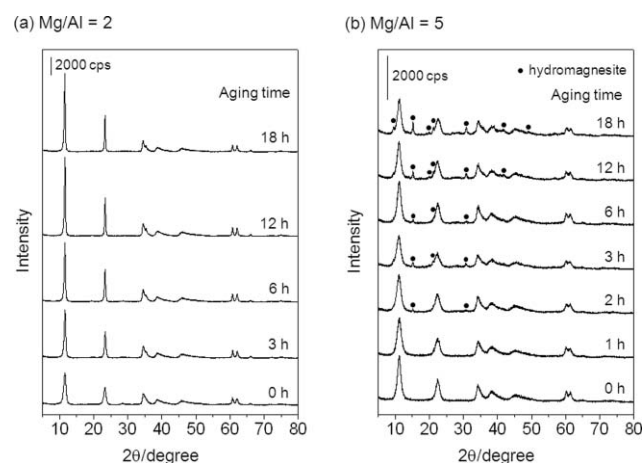 (a) Mg/Al = 2
2000 cps
Aging time
18 h
12 h
6 h
3 h
0 h
Intensity
10 20 30 40 50 60 70 80
2θ/degree
(b) Mg/Al = 5
2000 cps
• hydromagnesite
Aging time
18 h
12 h
6 h
3 h
2 h
1 h
0 h
Intensity
10 20 30 40 50 60 70 80
2θ/degree